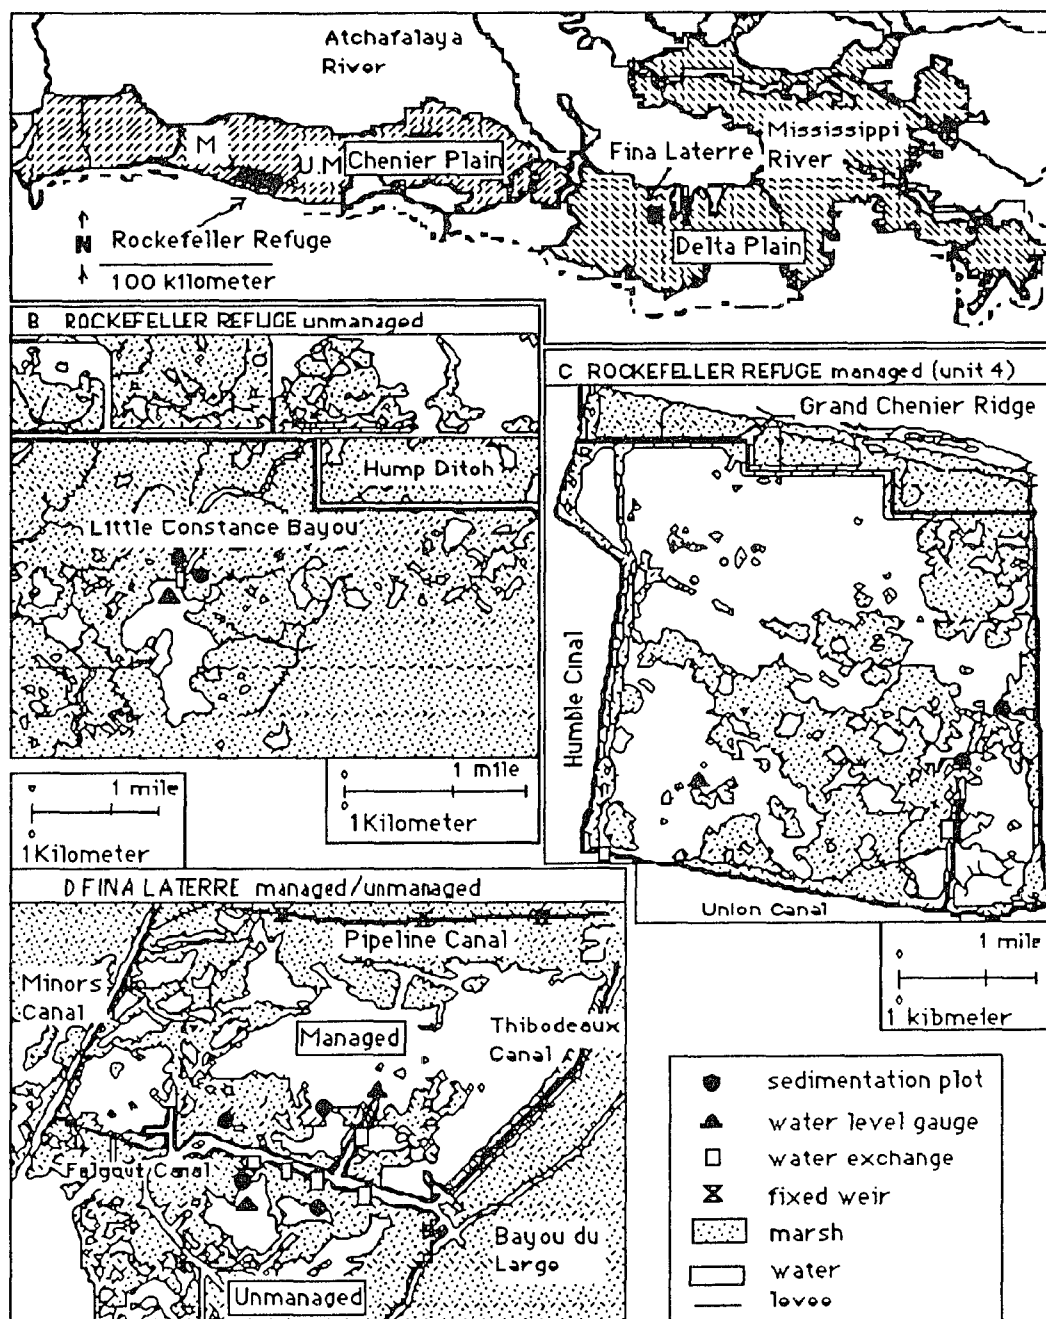 Atchafalaya
River
M
U.M
Chenier Plain
Fina Laterre
Mississippi
River
Delta Plain
N
Rockefeller Refuge
100 kilometer
B ROCKEFELLER REFUGE unmanaged
Hump Ditoh
Little Constance Bayou
1 mile
1 Kilometer
1 mile
1 Kilometer
C ROCKEFELLER REFUGE managed (unit 4)
Grand Chenier Ridge
Humble Cinal
Union Canal
1 mile
1 kibmeter
D FINA LATERRE managed/unmanaged
Pipeline Canal
Minors
Canal
Managed
Thibodeaux
Canal
Falgout Canal
Bayou du
Large
Unmanaged
sedimentation plot
water level gauge
water exchange
fixed weir
marsh
water
levee